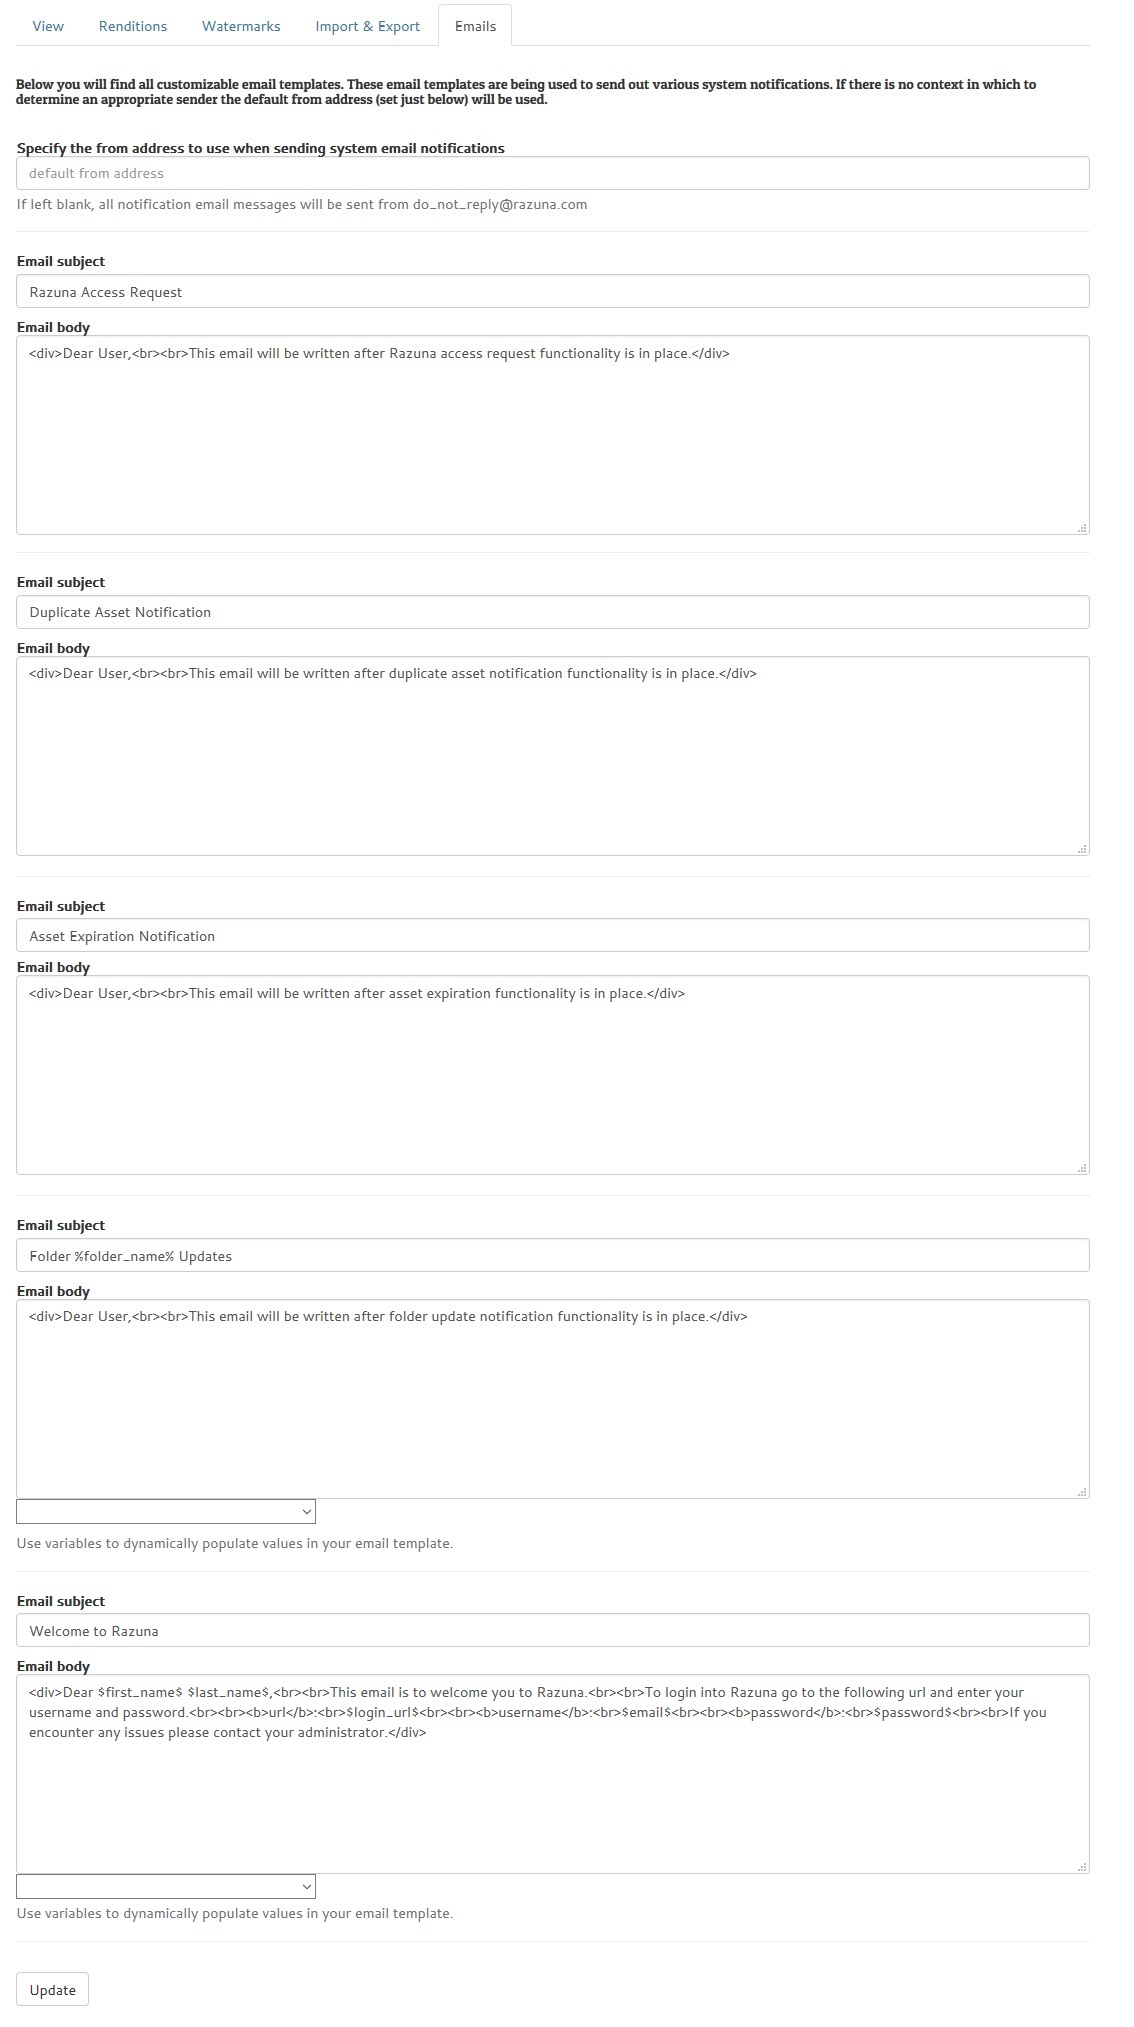 View Renditions Watermarks Import & Export Emails
Below you will find all customizable email templates. These email templates are being used to send out various system notifications. If there is no context in which to
determine an appropriate sender the default from address (set just below) will be used.
Specify the from address to use when sending system email notifications
default from address
If left blank, all notification email messages will be sent from do_not_reply@razuna.com
Email subject
Razuna Access Request
Email body
<div>Dear User,<br><br>This email will be written after Razuna access request functionality is in place.</div>
Email subject
Duplicate Asset Notification
Email body
<div>Dear User,<br><br>This email will be written after duplicate asset notification functionality is in place.</div>
Email subject
Asset Expiration Notification
Email body
<div>Dear User,<br><br>This email will be written after asset expiration functionality is in place.</div>
Email subject
Folder %folder_name% Updates
Email body
<div>Dear User,<br><br>This email will be written after folder update notification functionality is in place.</div>
Use variables to dynamically populate values in your email template.
Email subject
Welcome to Razuna
Email body
<div>Dear $first_name$ $last_name$,<br><br>This email is to welcome you to Razuna.<br><br>To login into Razuna go to the following url and enter your
username and password.<br><br><b>url</b>:<br>$login_url$<br><br><b>username</b>:<br>$email$<br><br><b>password</b>:<br>$password$<br><br>If you
encounter any issues please contact your administrator.</div>
Use variables to dynamically populate values in your email template.
Update